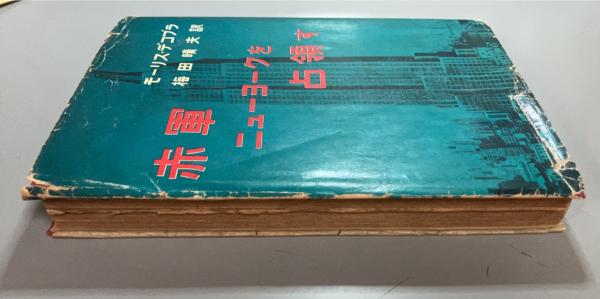 赤軍
ニューヨークを
占領す
モーリス・デコブラ
梅田晴夫訳